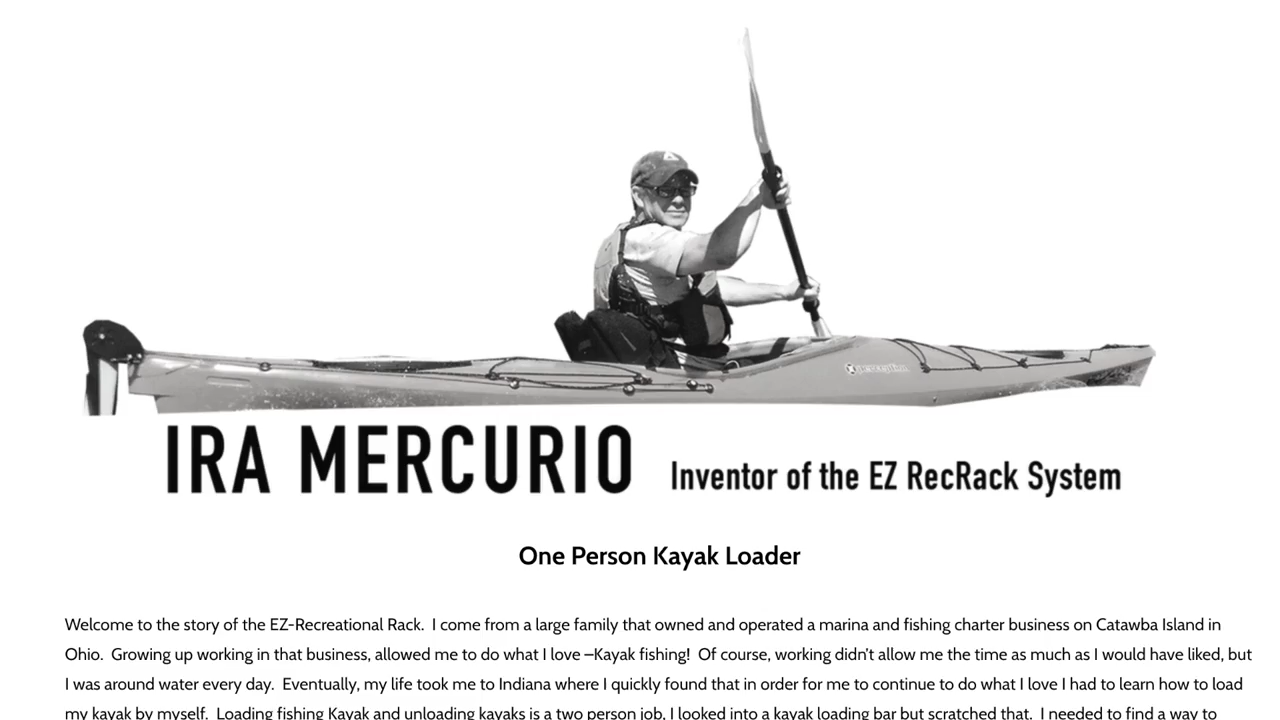 perception
IRA MERCURIO
Inventor of the EZ RecRack System
One Person Kayak Loader
Welcome to the story of the EZ-Recreational Rack.  I come from a large family that owned and operated a marina and fishing charter business on Catawba Island in
Ohio.  Growing up working in that business, allowed me to do what I love –Kayak fishing!  Of course, working didn't allow me the time as much as I would have liked, but
I was around water every day.  Eventually, my life took me to Indiana where I quickly found that in order for me to continue to do what I love I had to learn how to load
my kayak by myself.  Loading fishing Kayak and unloading kayaks is a two person job, I looked into a kayak loading bar but scratched that.  I needed to find a way to